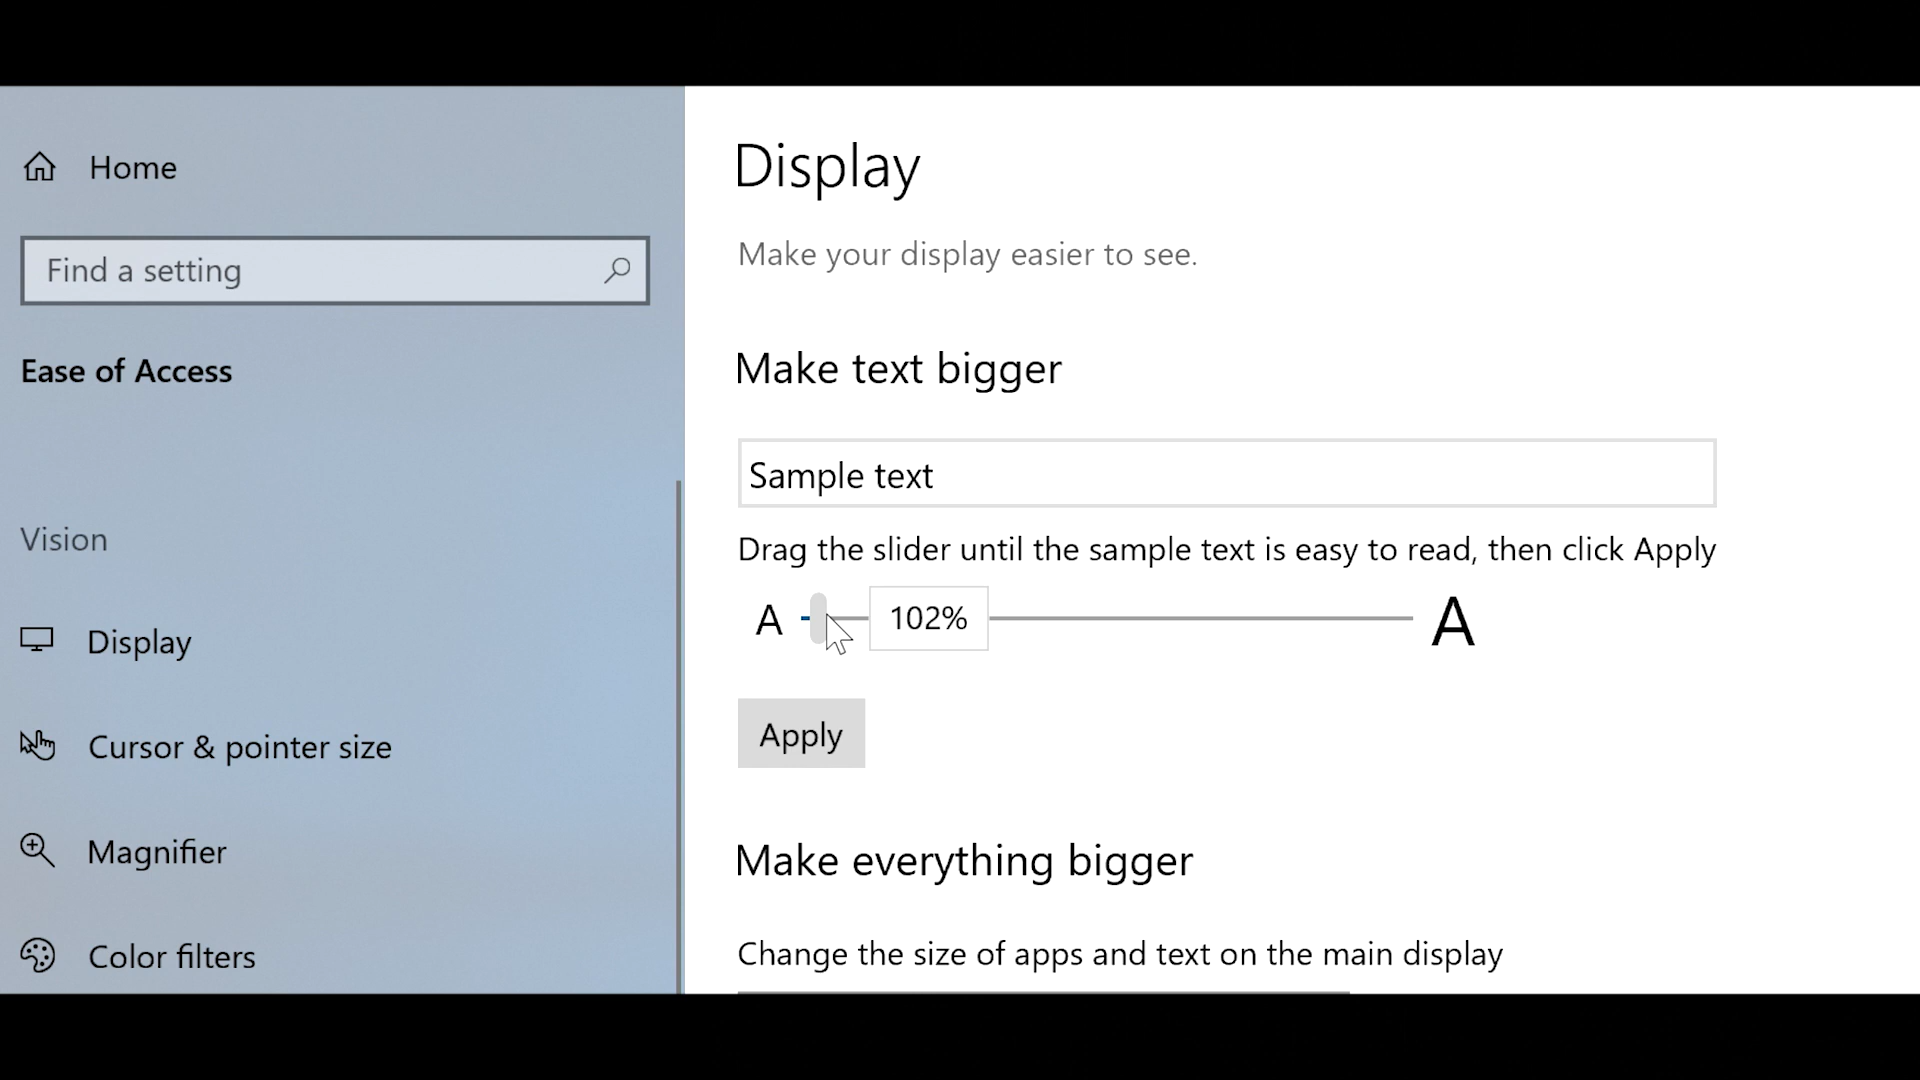 Home
Find a setting
Ease of Access
Vision
Display
Cursor & pointer size
Magnifier
Color filters
Display
Make your display easier to see.
Make text bigger
Sample text
Drag the slider until the sample text is easy to read, then click Apply
A 102% A
Apply
Make everything bigger
Change the size of apps and text on the main display